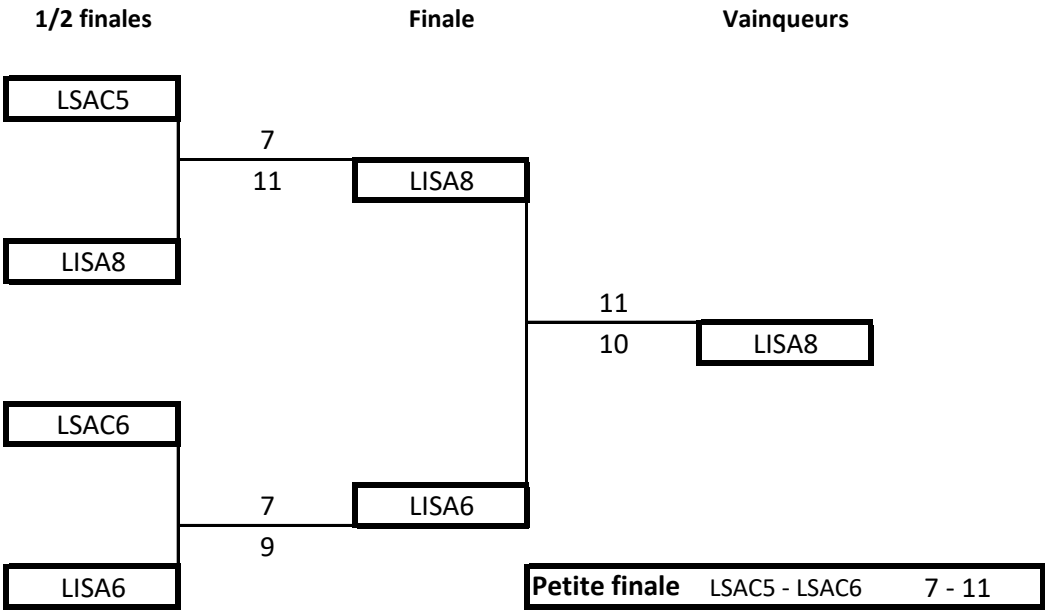 1/2 finales Finale Vainqueurs
LSAC5
7
11 LISA8
LISA8
11
10 LISA8
LSAC6
7 LISA6
9
LISA6 Petite finale LSAC5 - LSAC6 7 - 11